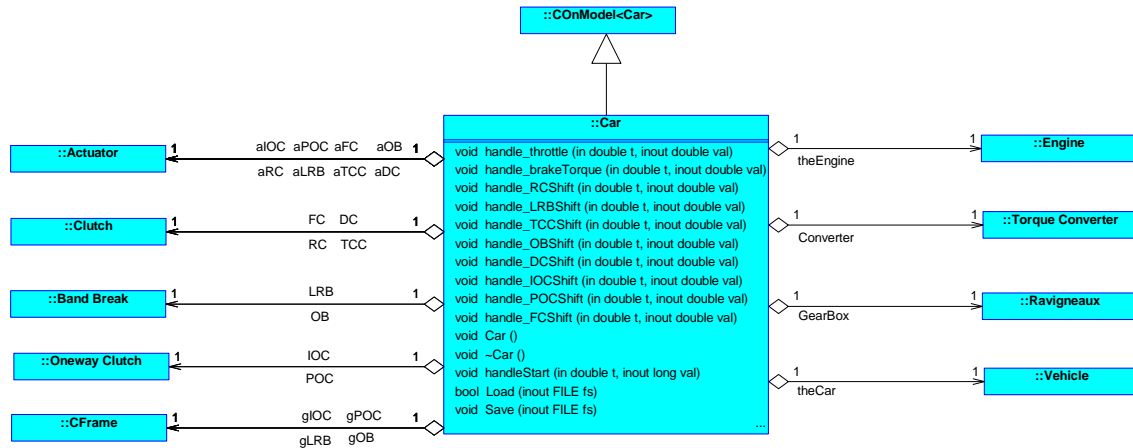 ::COnModel<Car>
::Car
void handle_throttle (in double t, inout double val)
void handle_brakeTorque (in double t, inout double val)
void handle_RCShift (in double t, inout double val)
void handle_LRBShift (in double t, inout double val)
void handle_TCCShift (in double t, inout double val)
void handle_OBShift (in double t, inout double val)
void handle_DCShift (in double t, inout double val)
void handle_IOCShift (in double t, inout double val)
void handle_POCShift (in double t, inout double val)
void handle_FCShift (in double t, inout double val)
void Car ()
void ~Car ()
void handleStart (in double t, inout long val)
bool Load (inout FILE fs)
void Save (inout FILE fs)
...
::Actuator
1 aIOC aPOC aFC aOB 1
aRC aLRB aTCC aDC
::Clutch
1 FC DC 1
RC TCC
::Band Break
1 LRB 1
OB
::Oneway Clutch
1 IOC 1
POC
::CFrame
1 gIOC gPOC 1
gLRB gOB
1 1
theEngine
::Engine
1 1
Converter
::Torque Converter
1 1
GearBox
::Ravigneaux
1 1
theCar
::Vehicle